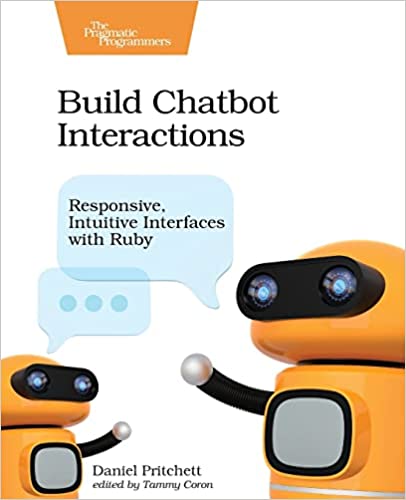 The
Pragmatic
Programmers
Build Chatbot
Interactions
Responsive,
Intuitive Interfaces
with Ruby
Daniel Pritchett
edited by Tammy Coron